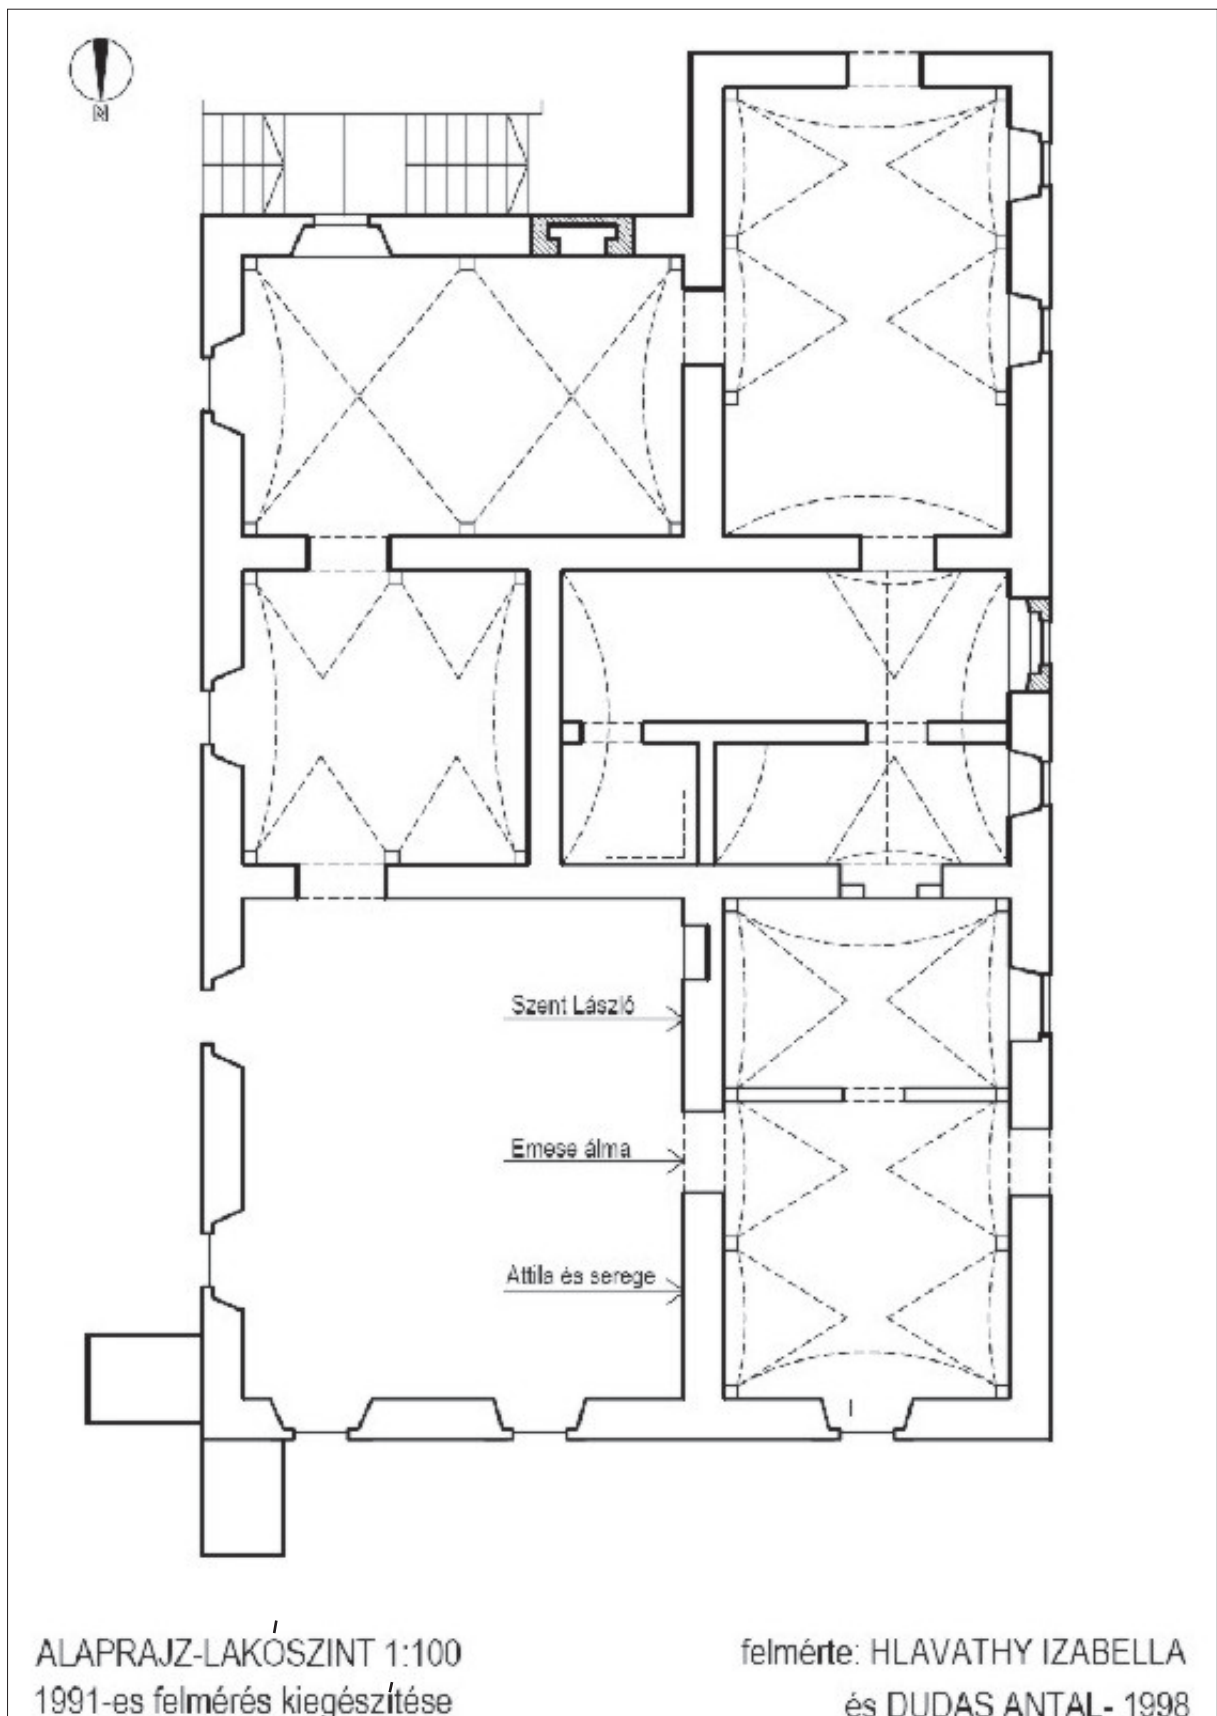 N
Szent László
Emese álma
Attila és serege
ALAPRAJZ-LAKÓSZINT 1:100
1991-es felmérés kiegészítése
felmérte: HLAVATHY IZABELLA
és DUDAS ANTAL- 1998